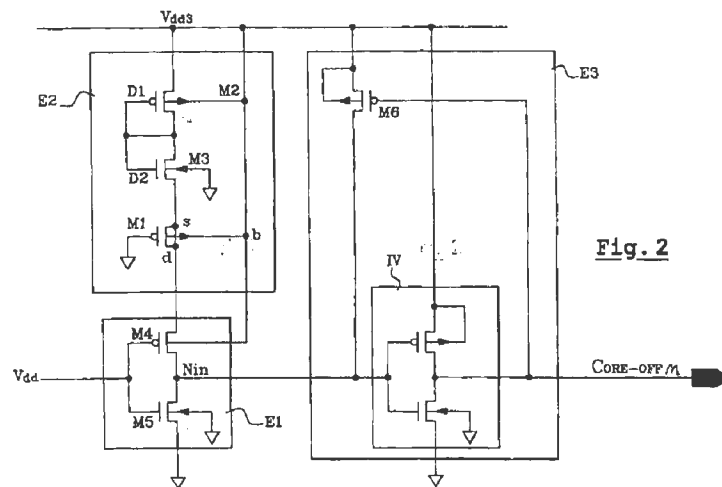 Vdd3
E2
D1
M2
E3
M6
D2
M3
M1
s
b
d
Fig. 2
IV
M4
Vdd
Nin
CORE-OFF n
M5
E1